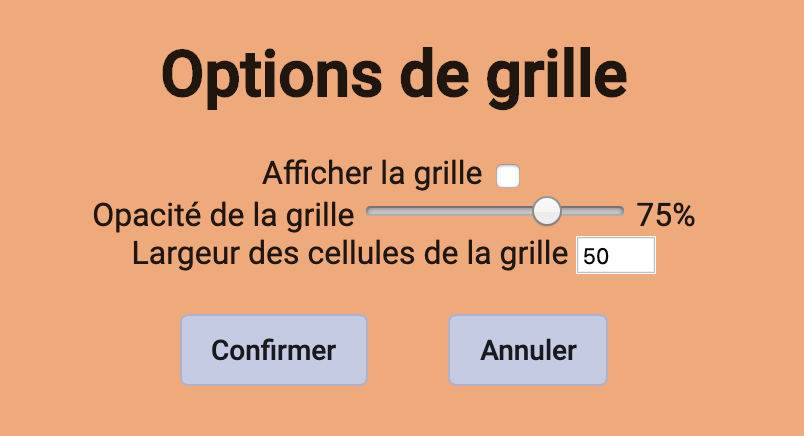 Options de grille
Afficher la grille
Opacité de la grille 75%
Largeur des cellules de la grille 50
Confirmer Annuler